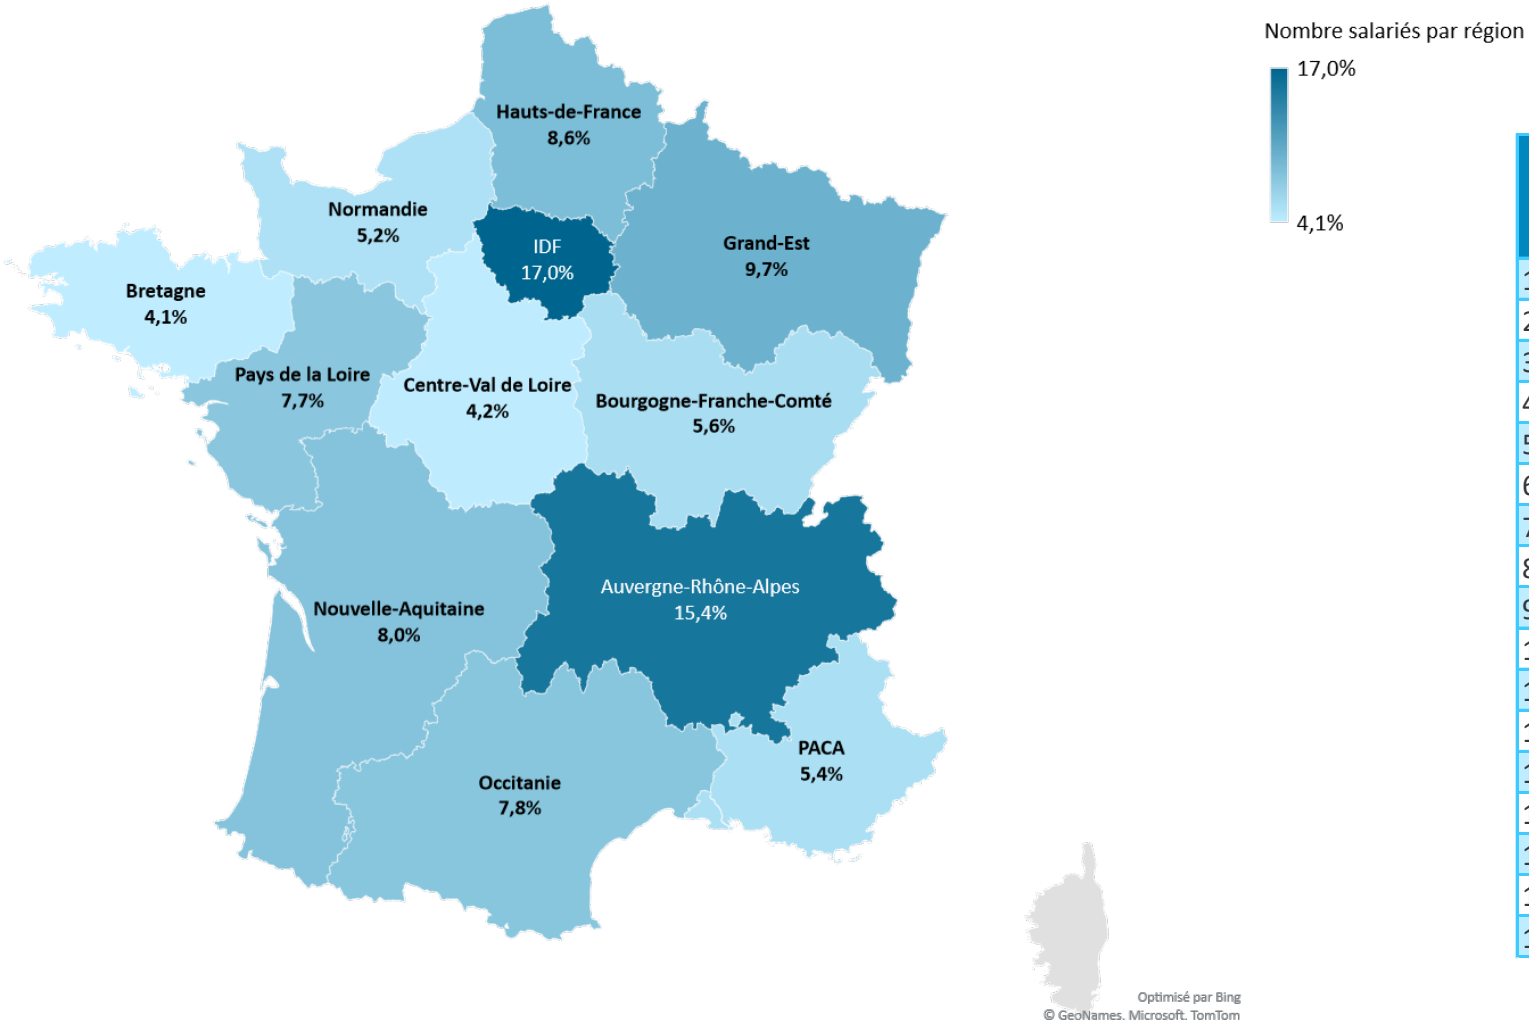 Nombre salariés par région
17,0%
4,1%
Hauts-de-France
8,6%
Normandie
5,2%
IDF
17,0%
Grand-Est
9,7%
Bretagne
4,1%
Pays de la Loire
7,7%
Centre-Val de Loire
4,2%
Bourgogne-Franche-Comté
5,6%
Auvergne-Rhône-Alpes
15,4%
Nouvelle-Aquitaine
8,0%
PACA
5,4%
Occitanie
7,8%
Optimisé par Bing
© GeoNames, Microsoft, TomTom